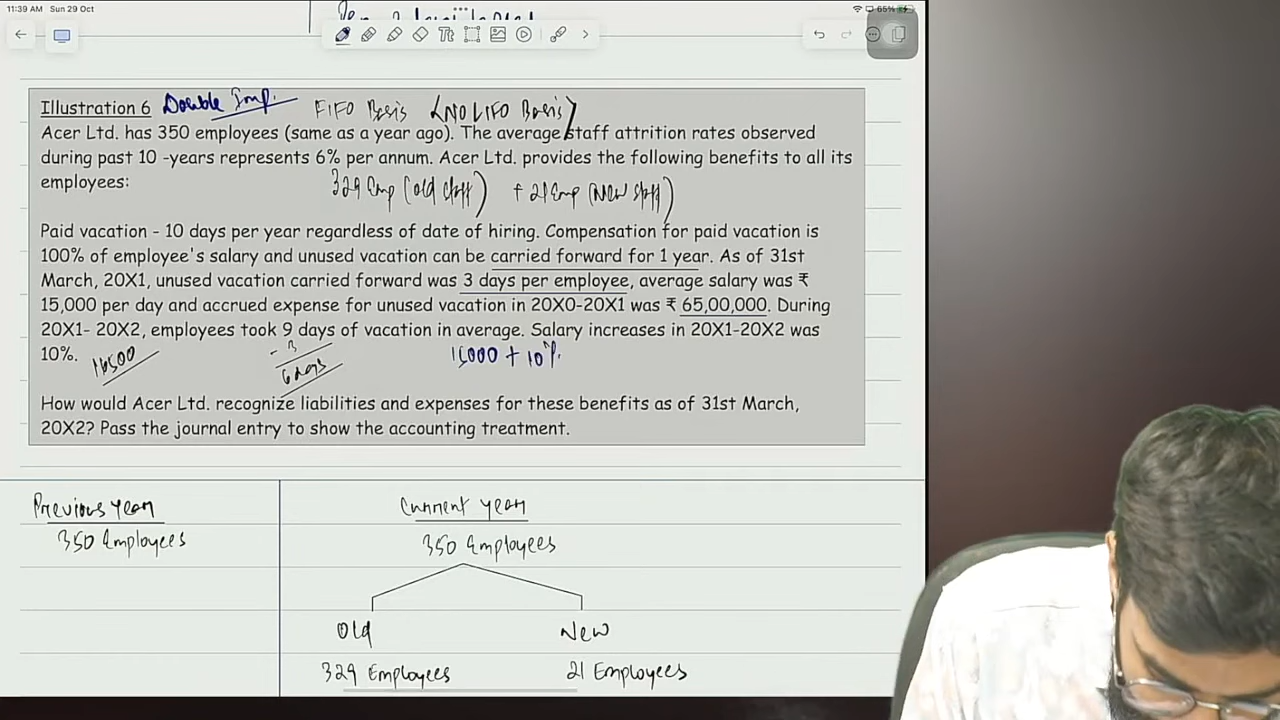 11:39 AM Sun 29 Oct
65%
Illustration 6 Double Imp. FIFO Basis (NO LIFO Basis)
Acer Ltd. has 350 employees (same as a year ago). The average staff attrition rates observed
during past 10 -years represents 6% per annum. Acer Ltd. provides the following benefits to all its
employees:
329 Emp (old staff) + 21 Emp (New staff)
Paid vacation - 10 days per year regardless of date of hiring. Compensation for paid vacation is
100% of employee's salary and unused vacation can be carried forward for 1 year. As of 31st
March, 20X1, unused vacation carried forward was 3 days per employee, average salary was ₹
15,000 per day and accrued expense for unused vacation in 20X0-20X1 was ₹ 65,00,000. During
20X1- 20X2, employees took 9 days of vacation in average. Salary increases in 20X1-20X2 was
10%. 16500 - 3 15000 + 10%
6 days
How would Acer Ltd. recognize liabilities and expenses for these benefits as of 31st March,
20X2? Pass the journal entry to show the accounting treatment.
Previous year Current year
350 Employees 350 Employees
Old New
329 Employees 21 Employees